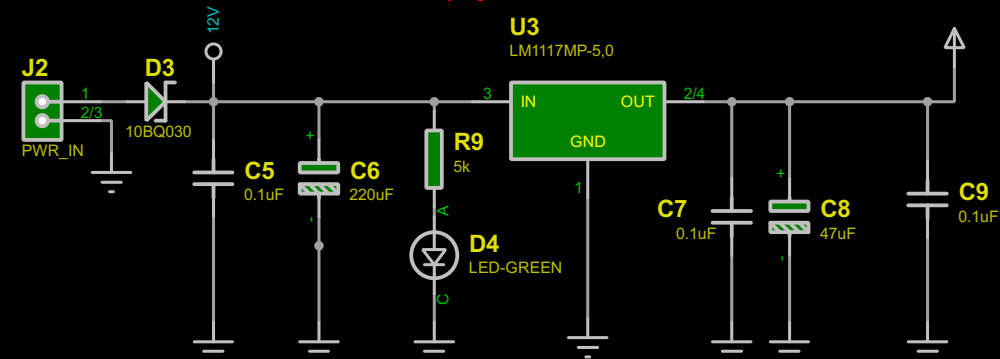 12V
U3
LM1117MP-5,0
J2
D3
1
2/3
10BQ030
PWR_IN
3
IN
OUT
2/4
GND
1
R9
5k
+
C5
0.1uF
C6
220uF
-
A
D4
LED-GREEN
C
+
C7
0.1uF
C8
47uF
-
C9
0.1uF